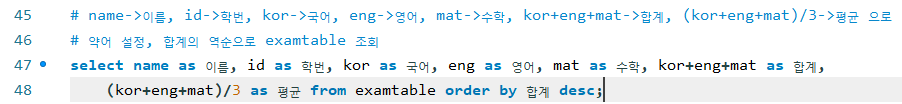 45 # name->이름, id->학번, kor->국어, eng->영어, mat->수학, kor+eng+mat->합계, (kor+eng+mat)/3->평균 으로
46 # 약어 설정, 합계의 역순으로 examtable 조회
47 select name as 이름, id as 학번, kor as 국어, eng as 영어, mat as 수학, kor+eng+mat as 합계,
48 (kor+eng+mat)/3 as 평균 from examtable order by 합계 desc;